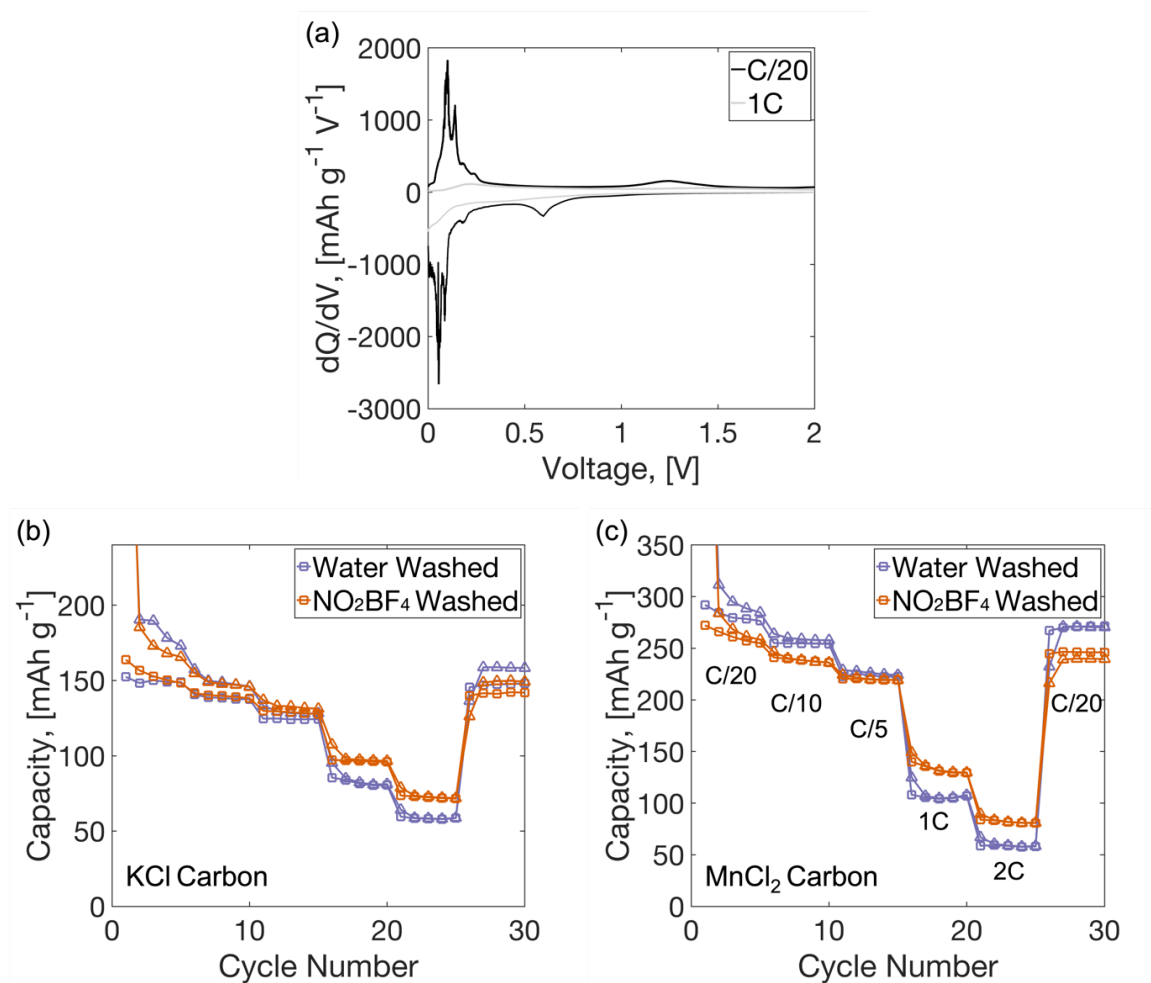 (a)
2000
1000
0
-1000
-2000
-3000
dQ/dV, [mAh g⁻¹ V⁻¹]
C/20
1C
0 0.5 1 1.5 2
Voltage, [V]
(b)
200
150
100
50
0
Capacity, [mAh g⁻¹]
Water Washed
NO₂BF₄ Washed
KCl Carbon
0 10 20 30
Cycle Number
(c)
350
300
250
200
150
100
50
0
Capacity, [mAh g⁻¹]
Water Washed
NO₂BF₄ Washed
C/20
C/10
C/5
1C
2C
C/20
MnCl₂ Carbon
0 10 20 30
Cycle Number